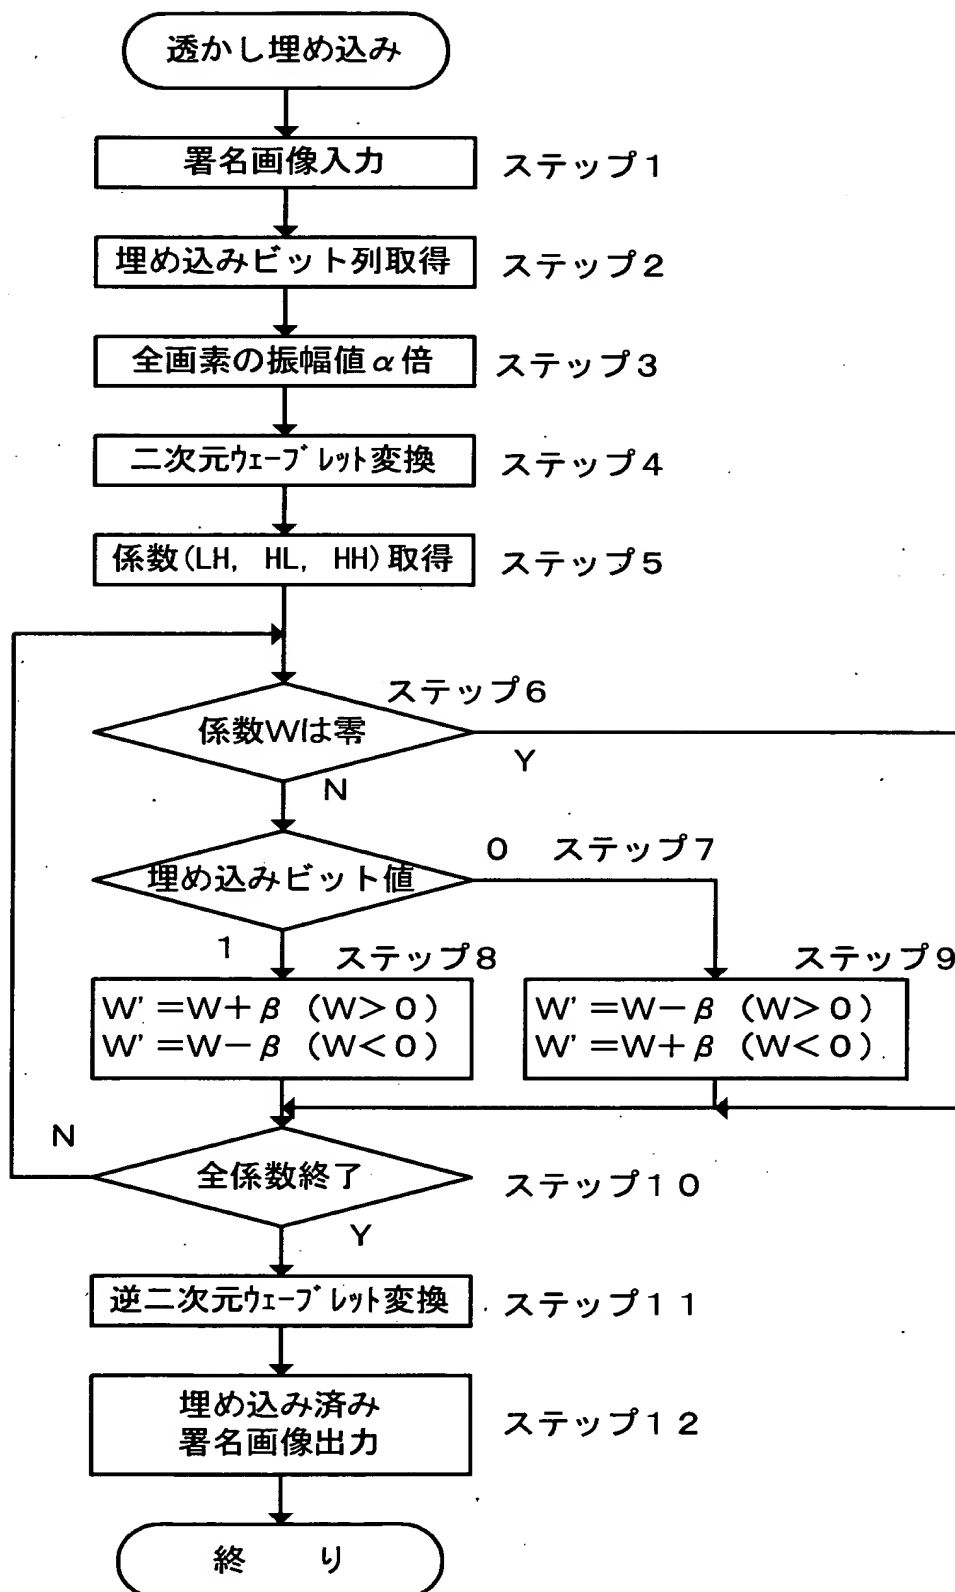 透かし埋め込み
署名画像入力 ステップ1
埋め込みビット列取得 ステップ2
全画素の振幅値α倍 ステップ3
二次元ウェーブレット変換 ステップ4
係数(LH, HL, HH)取得 ステップ5
ステップ6
係数Wは零
Y
N
0 ステップ7
埋め込みビット値
1 ステップ8 ステップ9
W'=W+β (W>0)
W'=W-β (W<0)
W'=W-β (W>0)
W'=W+β (W<0)
N
全係数終了 ステップ10
Y
逆二次元ウェーブレット変換 ステップ11
埋め込み済み
署名画像出力
ステップ12
終 り